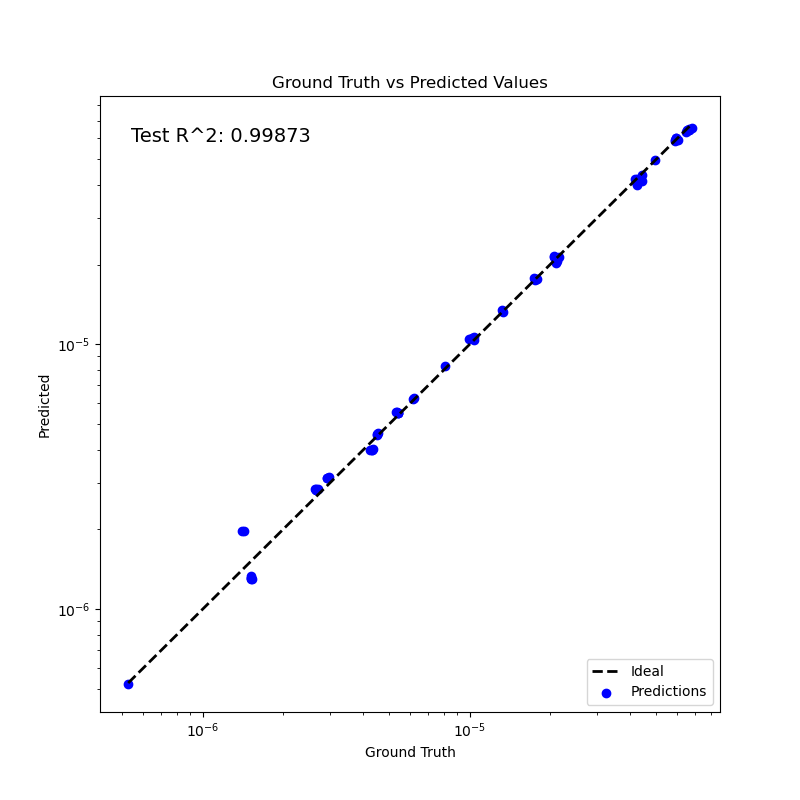 Ground Truth vs Predicted Values
Test R^2: 0.99873
Predicted
10⁻⁵
10⁻⁶
Ideal
Predictions
10⁻⁶ 10⁻⁵
Ground Truth